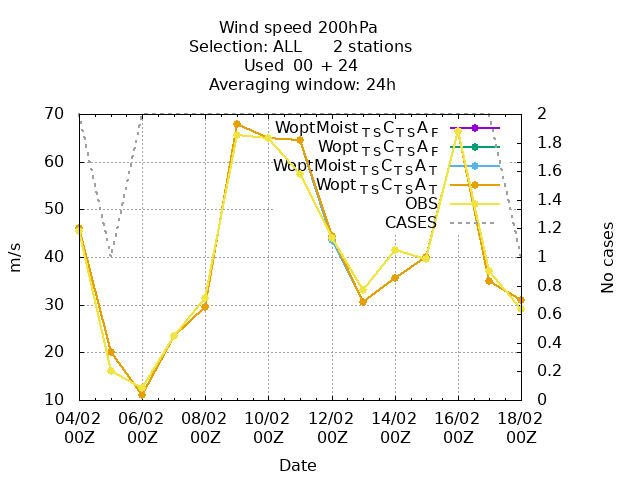 Wind speed 200hPa
Selection: ALL 2 stations
Used 00 + 24
Averaging window: 24h
70 2
WoptMoist TS C TS A F
60 1.8
Wopt TS C TS A F
1.6
WoptMoist TS C TS A T
50 1.4
Wopt TS C TS A T
OBS
CASES
40 1.2
1
30 0.8
0.6
20 0.4
0.2
10 0
m/s
No cases
04/02 06/02 08/02 10/02 12/02 14/02 16/02 18/02
00Z 00Z 00Z 00Z 00Z 00Z 00Z 00Z
Date